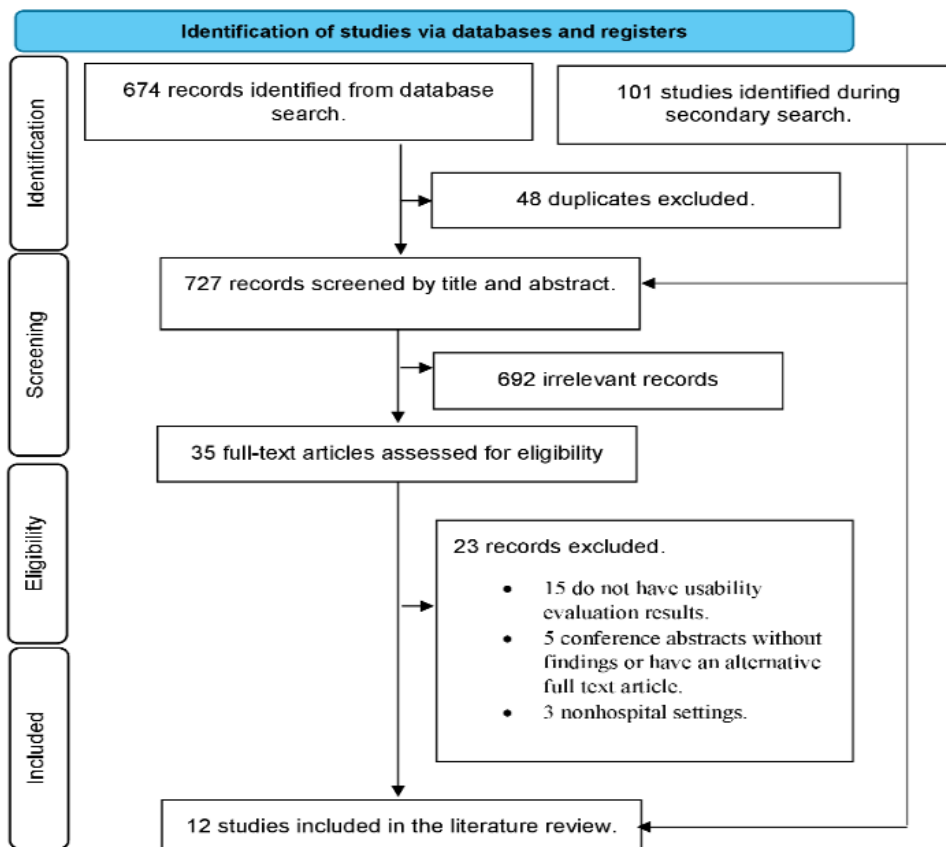 Identification of studies via databases and registers
Identification
674 records identified from database
search.
101 studies identified during
secondary search.
48 duplicates excluded.
Screening
727 records screened by title and abstract.
692 irrelevant records
35 full-text articles assessed for eligibility
Eligibility
23 records excluded.
• 15 do not have usability
evaluation results.
• 5 conference abstracts without
findings or have an alternative
full text article.
• 3 nonhospital settings.
Included
12 studies included in the literature review.